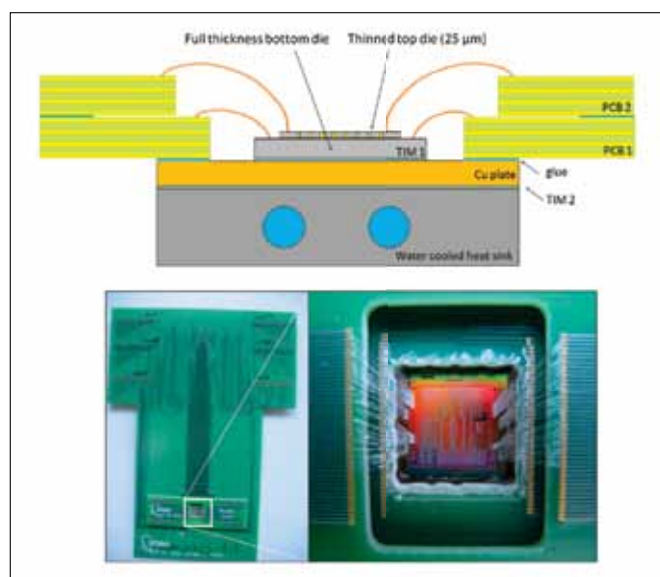 Full thickness bottom die
Thinned top die (25 µm)
PCB 2
PCB 1
TIM 1
glue
Cu plate
TIM 2
Water cooled heat sink